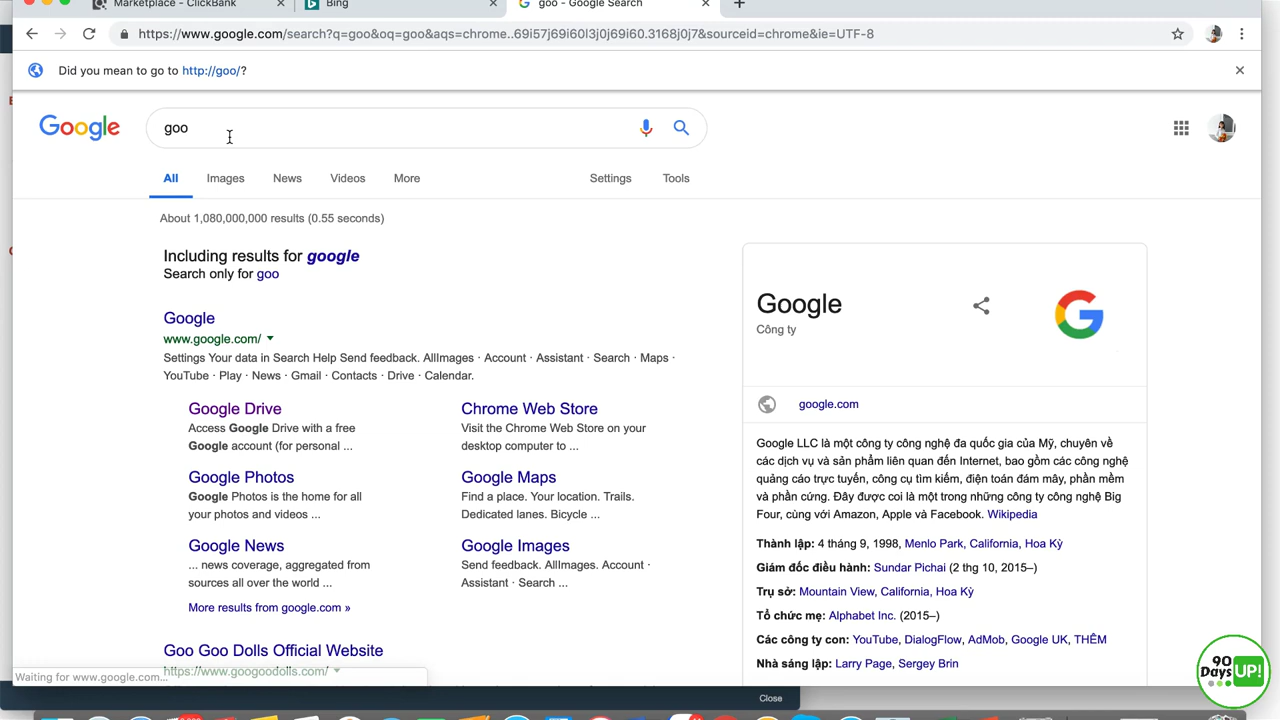 Marketplace - ClickBank
Bing
goo - Google Search
https://www.google.com/search?q=goo&oq=goo&aqs=chrome..69i57j69i60l3j0j69i60.3168j0j7&sourceid=chrome&ie=UTF-8
Did you mean to go to http://goo/?
Google
goo
All Images News Videos More Settings Tools
About 1,080,000,000 results (0.55 seconds)
Including results for google
Search only for goo
Google
www.google.com/
Settings Your data in Search Help Send feedback. AllImages · Account · Assistant · Search · Maps ·
YouTube · Play · News · Gmail · Contacts · Drive · Calendar.
Google Drive
Access Google Drive with a free
Google account (for personal ...
Chrome Web Store
Visit the Chrome Web Store on your
desktop computer to ...
Google Photos
Google Photos is the home for all
your photos and videos ...
Google Maps
Find a place. Your location. Trails.
Dedicated lanes. Bicycle ...
Google News
... news coverage, aggregated from
sources all over the world ...
Google Images
Send feedback. AllImages. Account ·
Assistant · Search ...
More results from google.com »
Goo Goo Dolls Official Website
https://www.googoodolls.com/
Waiting for www.google.com...
Google
Công ty
google.com
Google LLC là một công ty công nghệ đa quốc gia của Mỹ, chuyên về
các dịch vụ và sản phẩm liên quan đến Internet, bao gồm các công nghệ
quảng cáo trực tuyến, công cụ tìm kiếm, điện toán đám mây, phần mềm
và phần cứng. Đây được coi là một trong những công ty công nghệ Big
Four, cùng với Amazon, Apple và Facebook. Wikipedia
Thành lập: 4 tháng 9, 1998, Menlo Park, California, Hoa Kỳ
Giám đốc điều hành: Sundar Pichai (2 thg 10, 2015–)
Trụ sở: Mountain View, California, Hoa Kỳ
Tổ chức mẹ: Alphabet Inc. (2015–)
Các công ty con: YouTube, DialogFlow, AdMob, Google UK, THÊM
Nhà sáng lập: Larry Page, Sergey Brin
Close
90
Days UP!